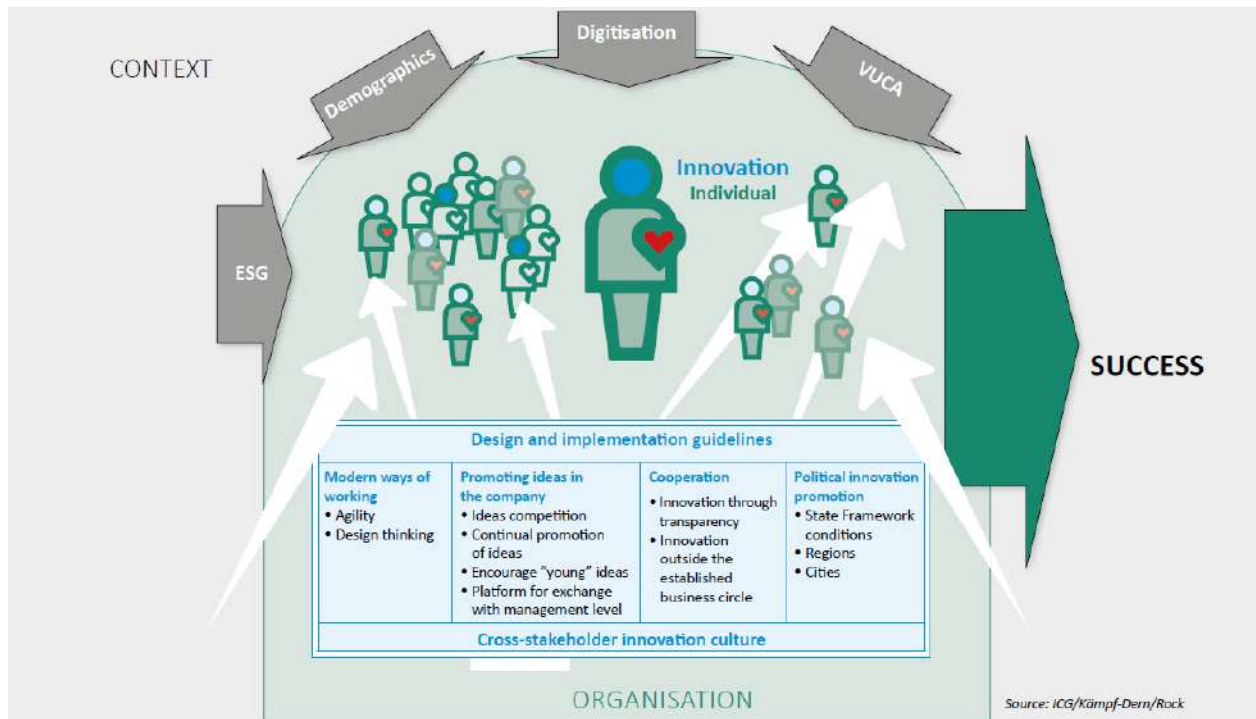 CONTEXT
Demographics
Digitisation
VUCA
ESG
Innovation
Individual
SUCCESS
Design and implementation guidelines
Modern ways of
working
• Agility
• Design thinking
Promoting ideas in
the company
• Ideas competition
• Continual promotion
of ideas
• Encourage "young" ideas
• Platform for exchange
with management level
Cooperation
• Innovation through
transparency
• Innovation
outside the
established
business circle
Political innovation
promotion
• State Framework
conditions
• Regions
• Cities
Cross-stakeholder innovation culture
ORGANISATION
Source: ICG/Kämpf-Dern/Rock